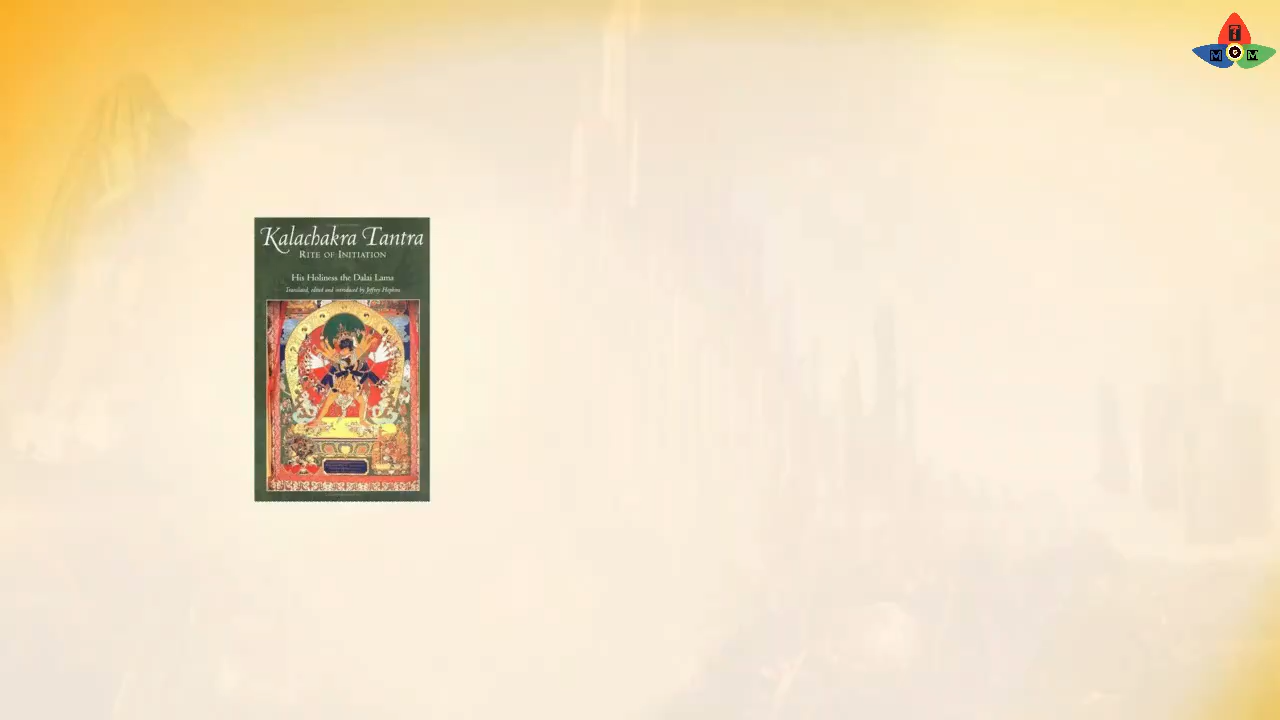 Kalachakra Tantra
RITE OF INITIATION
His Holiness the Dalai Lama
Translated, edited and introduced by Jeffrey Hopkins
T
M
M